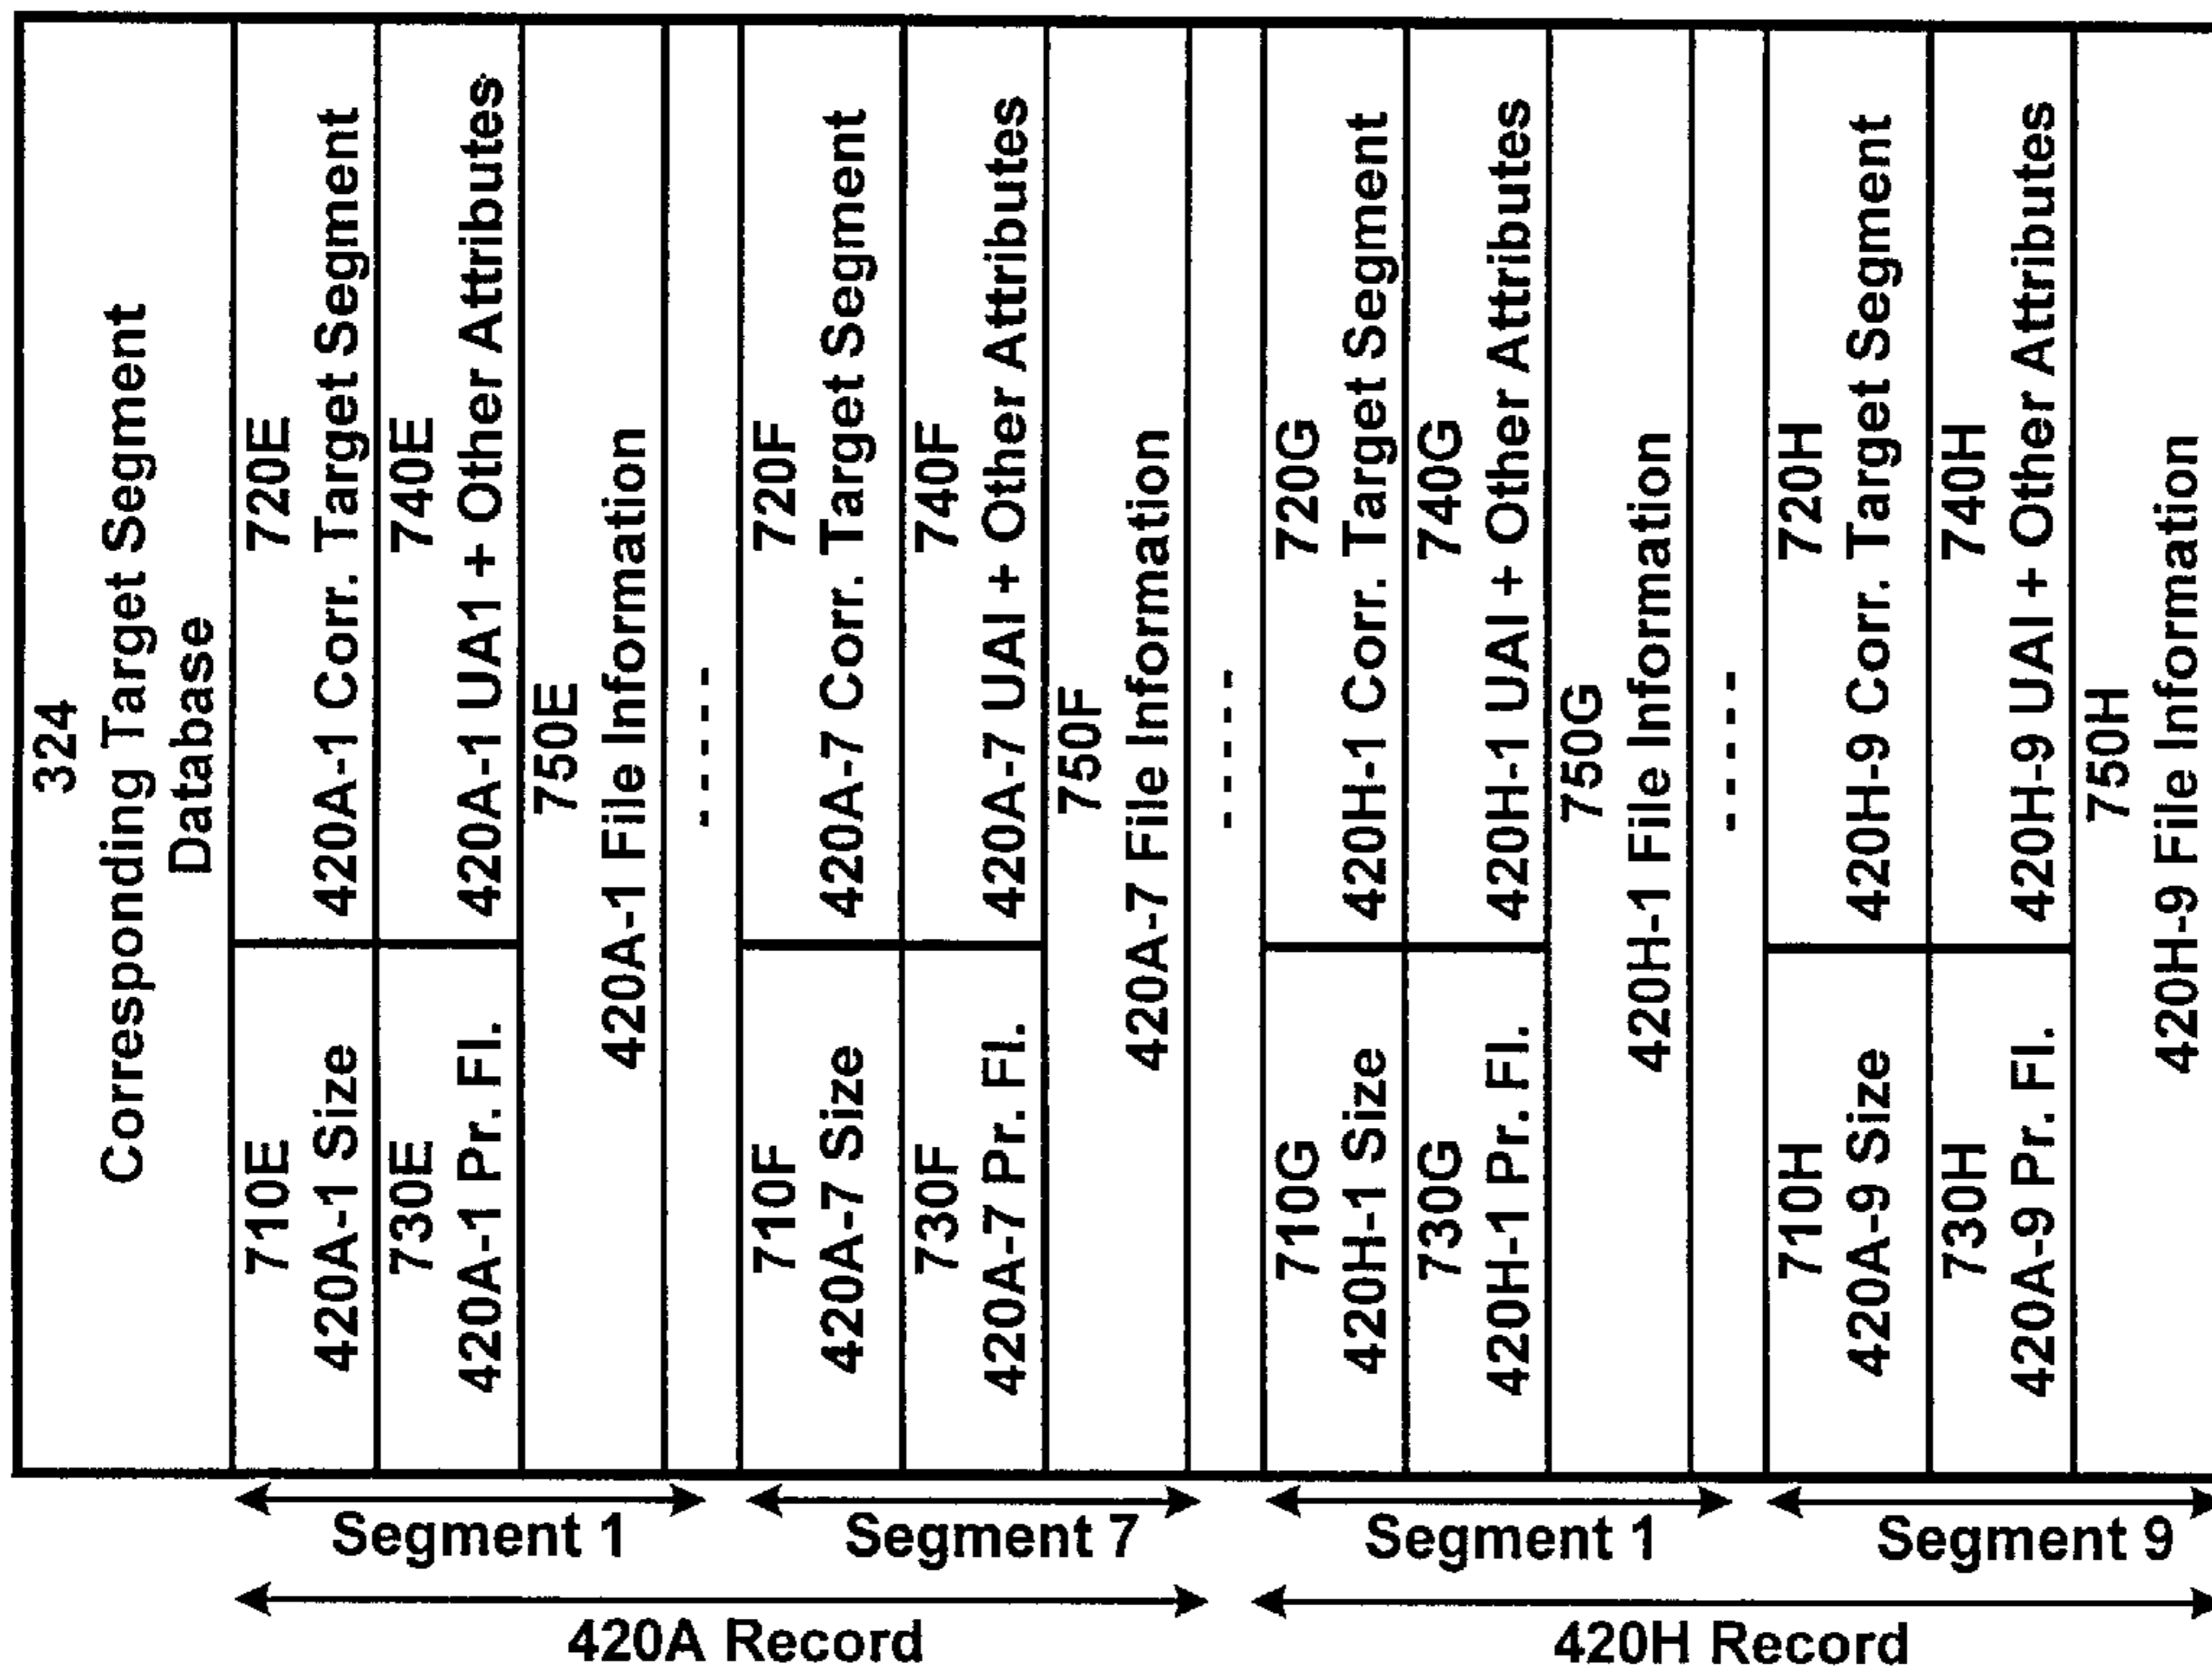 324
Corresponding Target Segment
Database
710E
420A-1 Size
720E
420A-1 Corr. Target Segment
730E
420A-1 Pr. Fl.
740E
420A-1 UA1 + Other Attributes
750E
420A-1 File Information
-----
710F
420A-7 Size
720F
420A-7 Corr. Target Segment
730F
420A-7 Pr. Fl.
740F
420A-7 UAI + Other Attributes
750F
420A-7 File Information
-----
710G
420H-1 Size
720G
420H-1 Corr. Target Segment
730G
420H-1 Pr. Fl.
740G
420H-1 UAI + Other Attributes
750G
420H-1 File Information
-----
710H
420A-9 Size
720H
420H-9 Corr. Target Segment
730H
420A-9 Pr. Fl.
740H
420H-9 UAI + Other Attributes
750H
420H-9 File Information
Segment 1
Segment 7
Segment 1
Segment 9
420A Record
420H Record